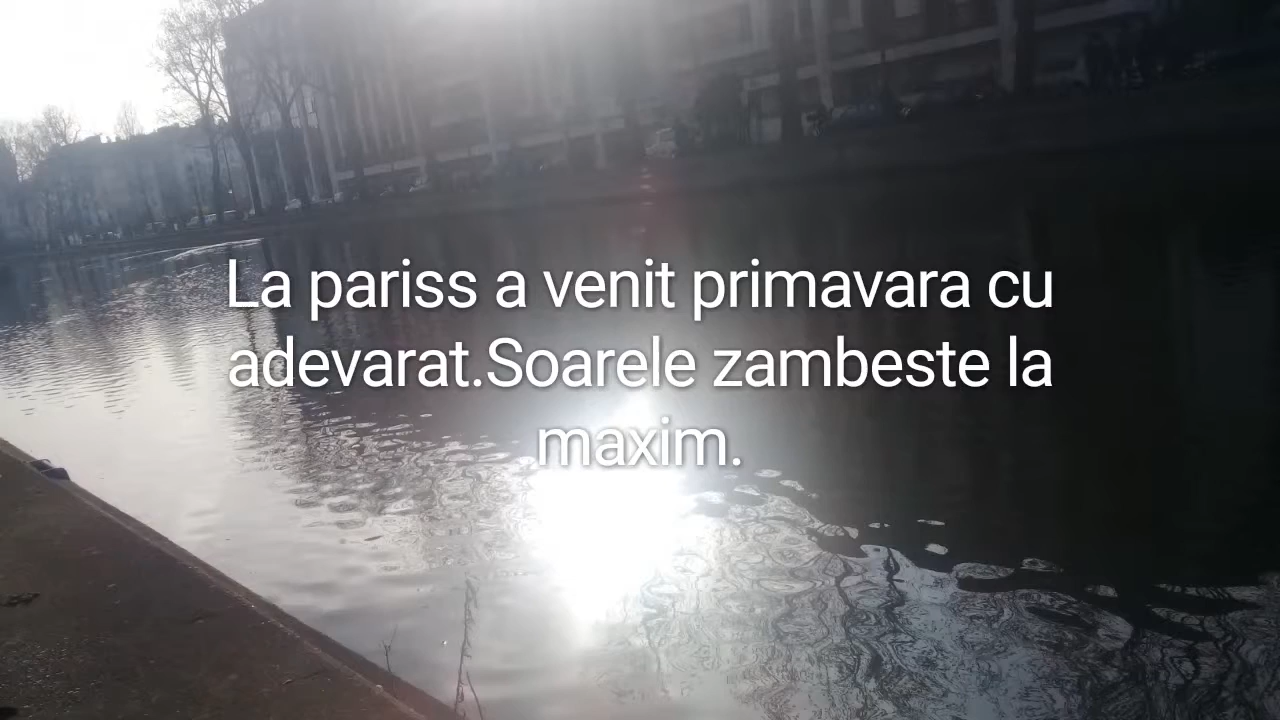 La pariss a venit primavara cu
adevarat.Soarele zambeste la
maxim.